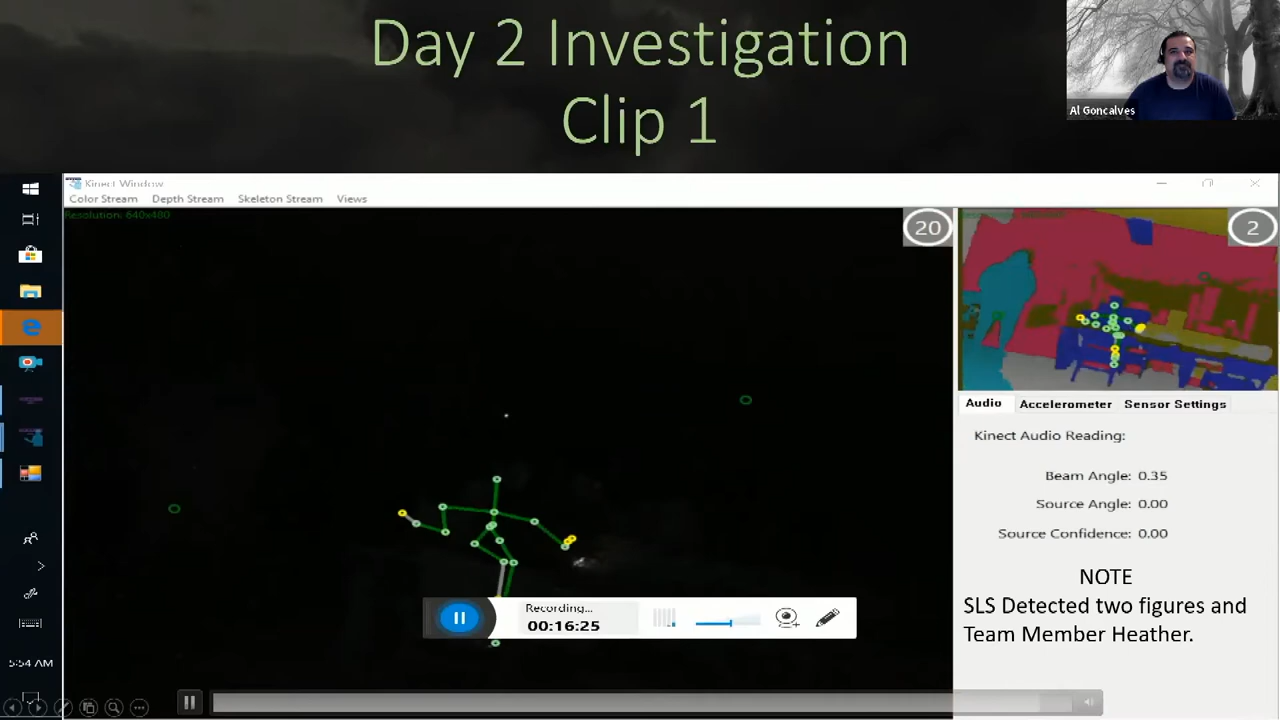 Day 2 Investigation
Clip 1
Al Goncalves
Kinect Window
Color Stream Depth Stream Skeleton Stream Views
Resolution: 640x480
20
2
Audio Accelerometer Sensor Settings
Kinect Audio Reading:
Beam Angle: 0.35
Source Angle: 0.00
Source Confidence: 0.00
NOTE
SLS Detected two figures and
Team Member Heather.
Recording...
00:16:25
5:54 AM